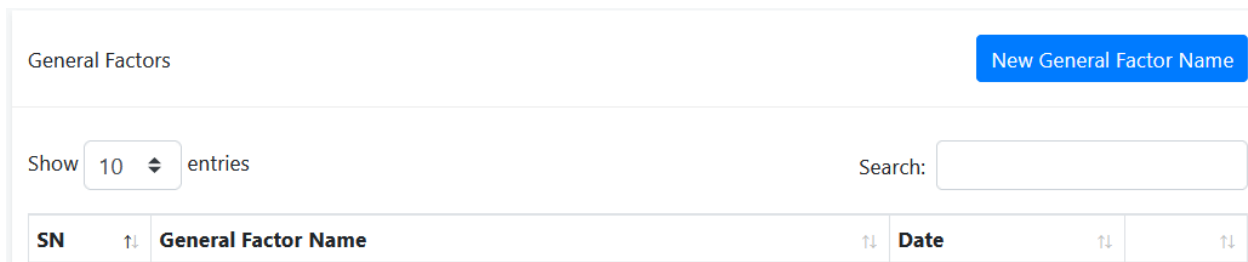 General Factors
New General Factor Name
Show 10 entries
Search:
SN General Factor Name Date